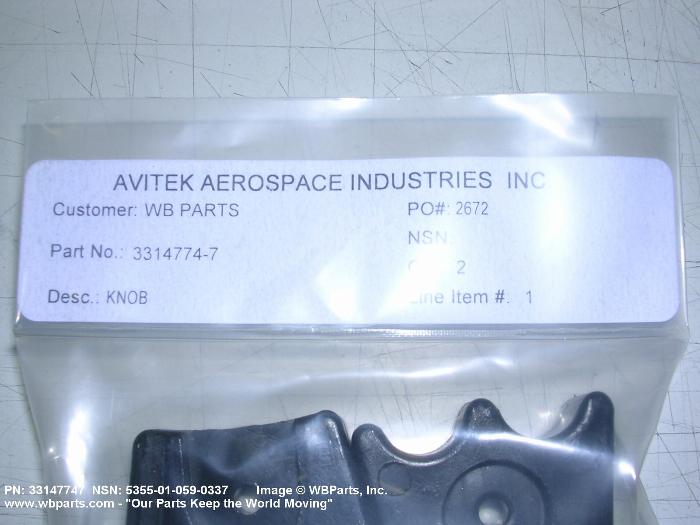 AVITEK AEROSPACE INDUSTRIES INC
Customer: WB PARTS PO#: 2672
NSN:
Part No.: 3314774-7
2
Desc.: KNOB Line Item #: 1
PN: 33147747 NSN: 5355-01-059-0337 Image © WBParts, Inc.
www.wbparts.com - "Our Parts Keep the World Moving"